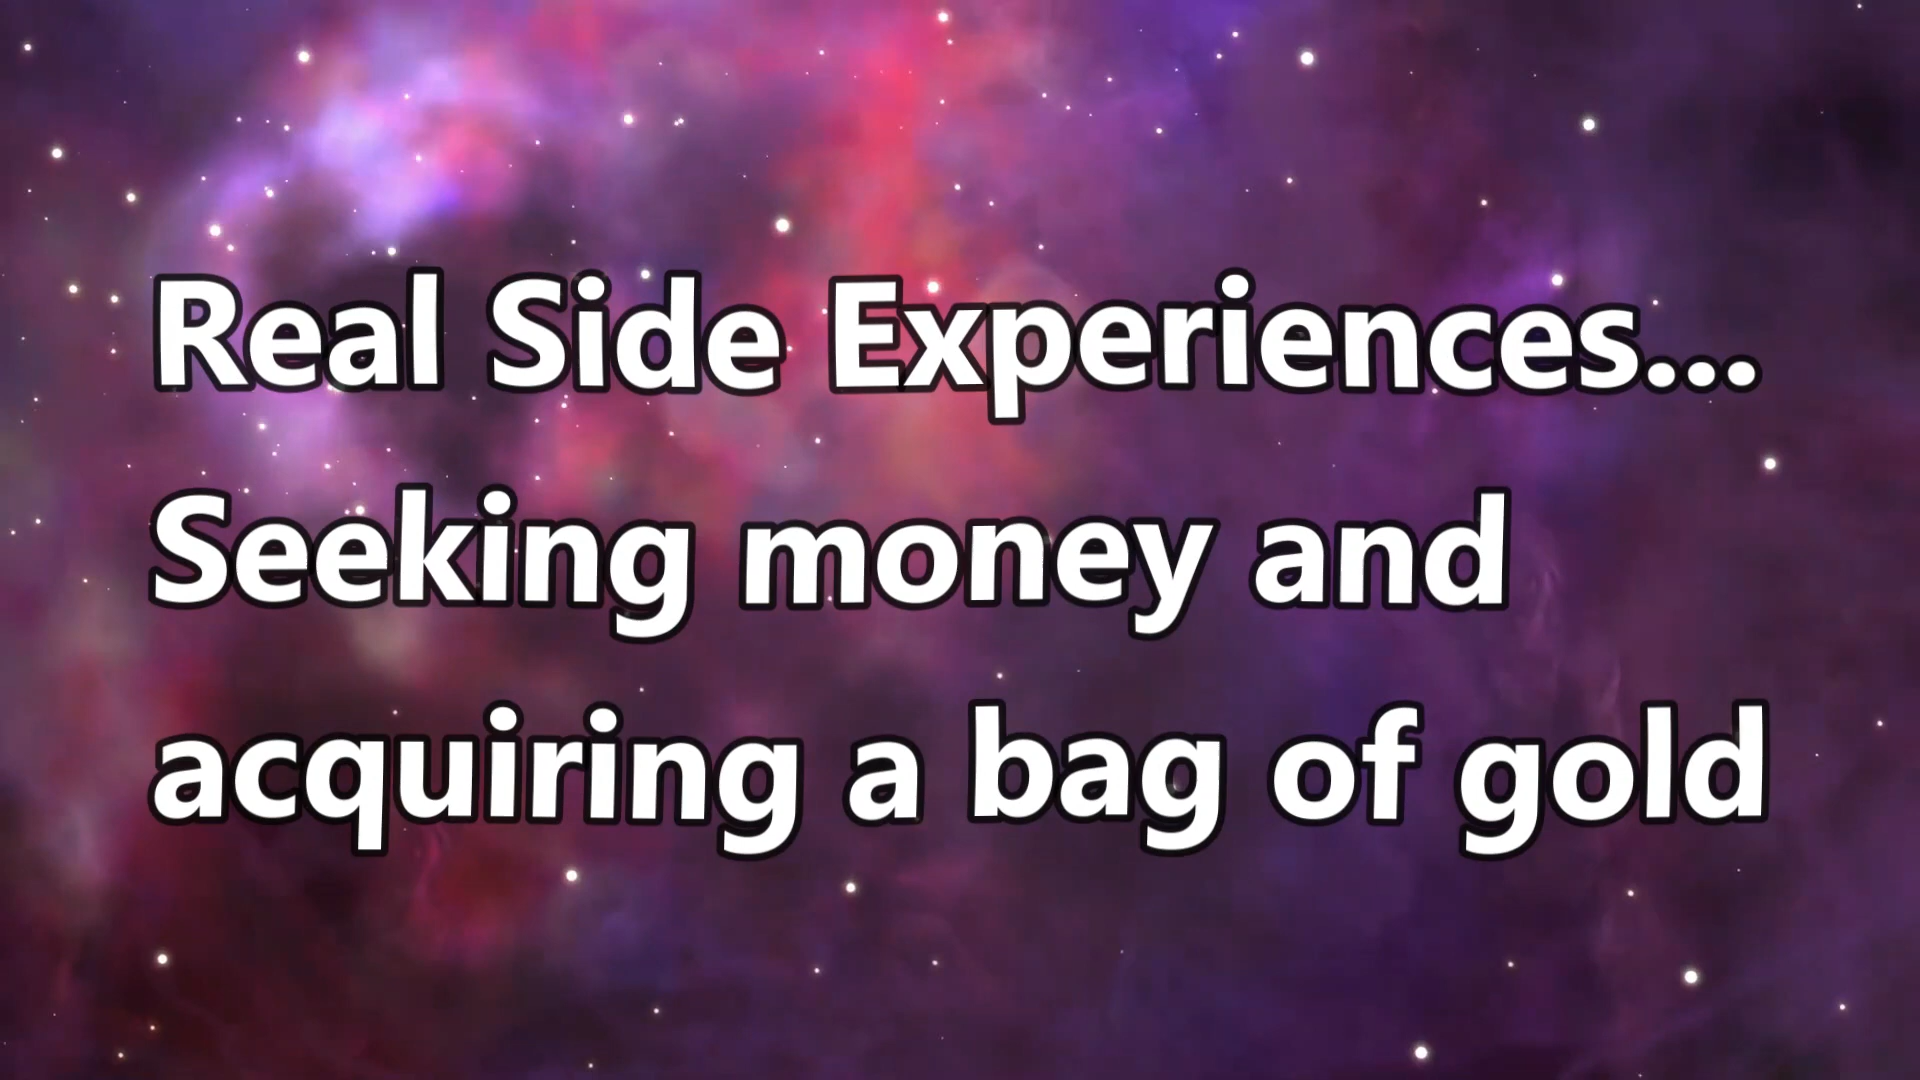 Real Side Experiences...
Seeking money and
acquiring a bag of gold